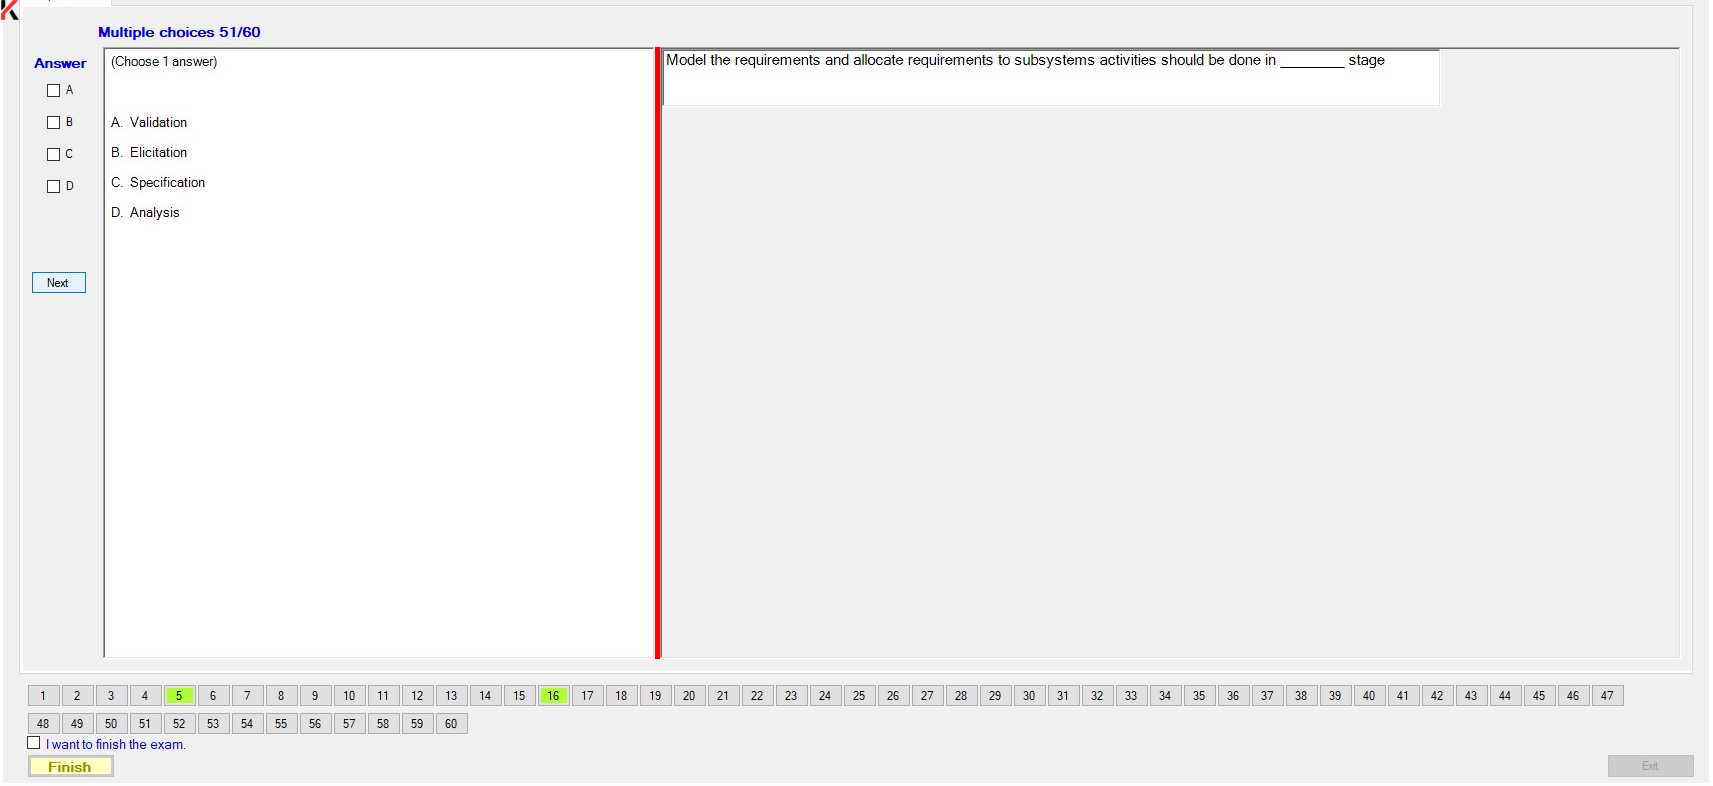 Multiple choices 51/60
Answer
A
B
C
D
Next
(Choose 1 answer)
A. Validation
B. Elicitation
C. Specification
D. Analysis
Model the requirements and allocate requirements to subsystems activities should be done in ________ stage
1 2 3 4 5 6 7 8 9 10 11 12 13 14 15 16 17 18 19 20 21 22 23 24 25 26 27 28 29 30 31 32 33 34 35 36 37 38 39 40 41 42 43 44 45 46 47
48 49 50 51 52 53 54 55 56 57 58 59 60
I want to finish the exam.
Finish
Exit